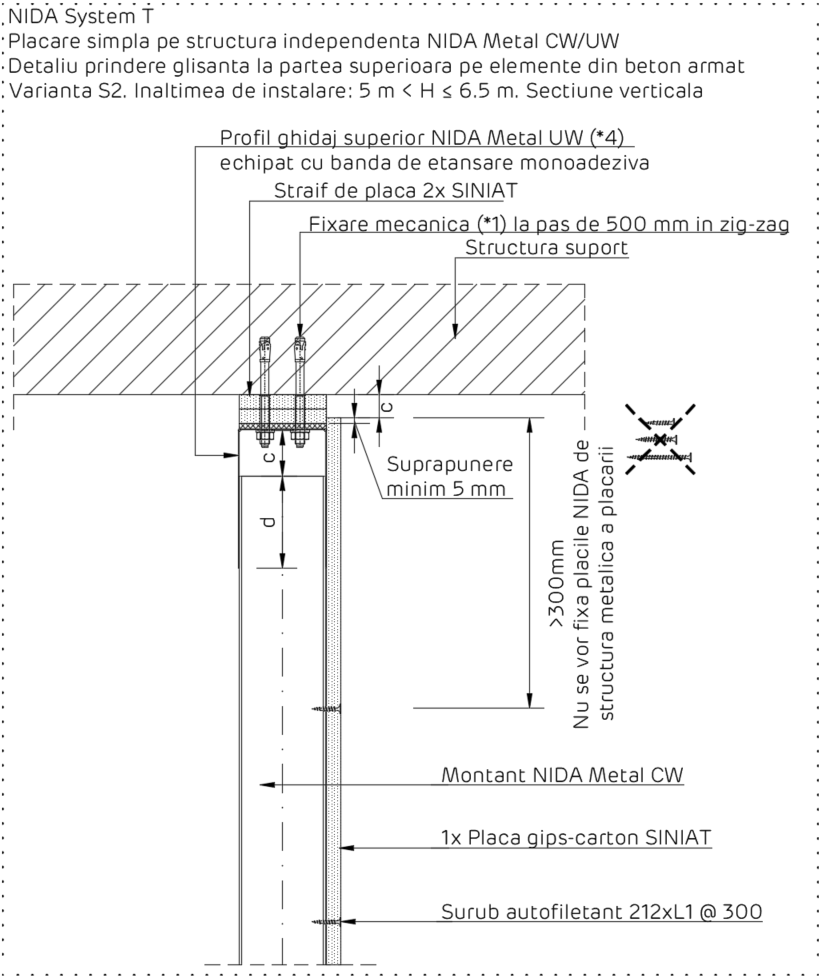 NIDA System T
Placare simpla pe structura independenta NIDA Metal CW/UW
Detaliu prindere glisanta la partea superioara pe elemente din beton armat
Varianta S2. Inaltimea de instalare: 5 m < H ≤ 6.5 m. Sectiune verticala
Profil ghidaj superior NIDA Metal UW (*4)
echipat cu banda de etansare monoadeziva
Straif de placa 2x SINIAT
Fixare mecanica (*1) la pas de 500 mm in zig-zag
Structura suport
c
c
d
Suprapunere
minim 5 mm
>300mm
Nu se vor fixa placile NIDA de
structura metalica a placarii
Montant NIDA Metal CW
1x Placa gips-carton SINIAT
Surub autofiletant 212xL1 @ 300